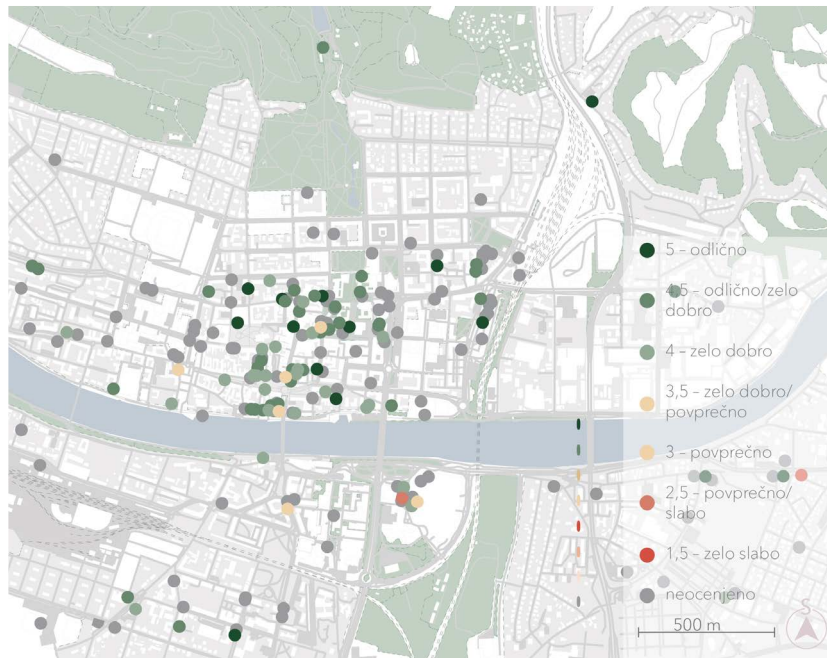 5 - odlično
4,5 - odlično/zelo
dobro
4 - zelo dobro
3,5 - zelo dobro/
povprečno
3 - povprečno
2,5 - povprečno/
slabo
1,5 - zelo slabo
neocenjeno
500 m
S